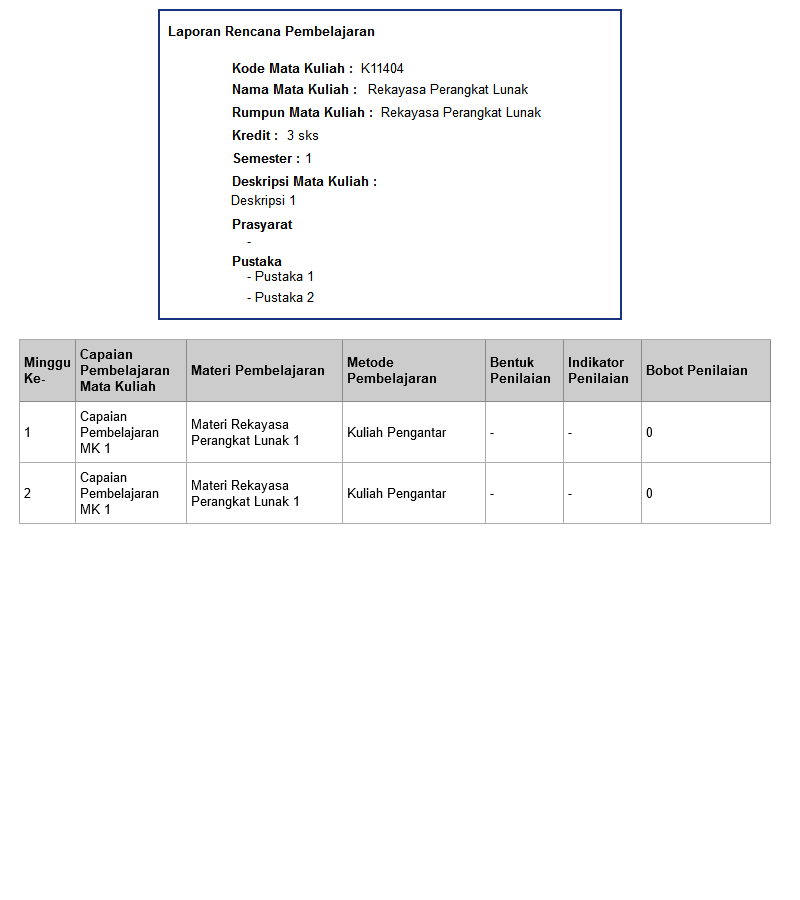 Laporan Rencana Pembelajaran
Kode Mata Kuliah : K11404
Nama Mata Kuliah : Rekayasa Perangkat Lunak
Rumpun Mata Kuliah : Rekayasa Perangkat Lunak
Kredit : 3 sks
Semester : 1
Deskripsi Mata Kuliah :
Deskripsi 1
Prasyarat
-
Pustaka
- Pustaka 1
- Pustaka 2
Minggu
Ke-
Capaian
Pembelajaran
Mata Kuliah
Materi Pembelajaran
Metode
Pembelajaran
Bentuk
Penilaian
Indikator
Penilaian
Bobot Penilaian
1
Capaian
Pembelajaran
MK 1
Materi Rekayasa
Perangkat Lunak 1
Kuliah Pengantar
-
-
0
2
Capaian
Pembelajaran
MK 1
Materi Rekayasa
Perangkat Lunak 1
Kuliah Pengantar
-
-
0